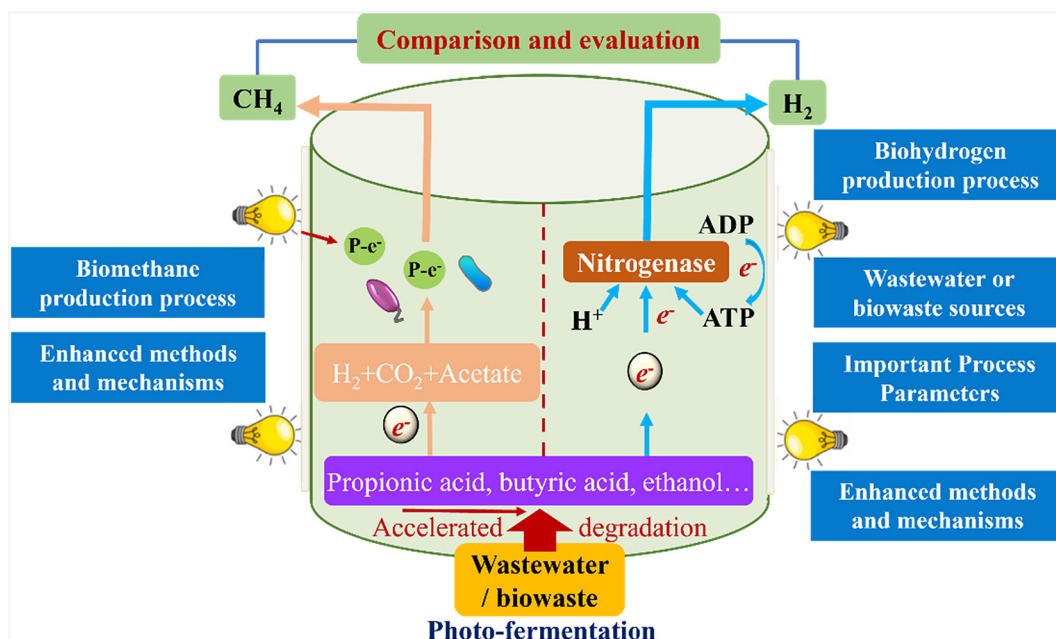 Comparison and evaluation
CH₄
H₂
Biohydrogen
production process
P-e⁻
P-e⁻
ADP
e⁻
Nitrogenase
H⁺
e⁻
ATP
Biomethane
production process
Wastewater or
biowaste sources
Enhanced methods
and mechanisms
H₂+CO₂+Acetate
e⁻
e⁻
Important Process
Parameters
Propionic acid, butyric acid, ethanol…
Enhanced methods
and mechanisms
Accelerated degradation
Wastewater
/ biowaste
Photo-fermentation